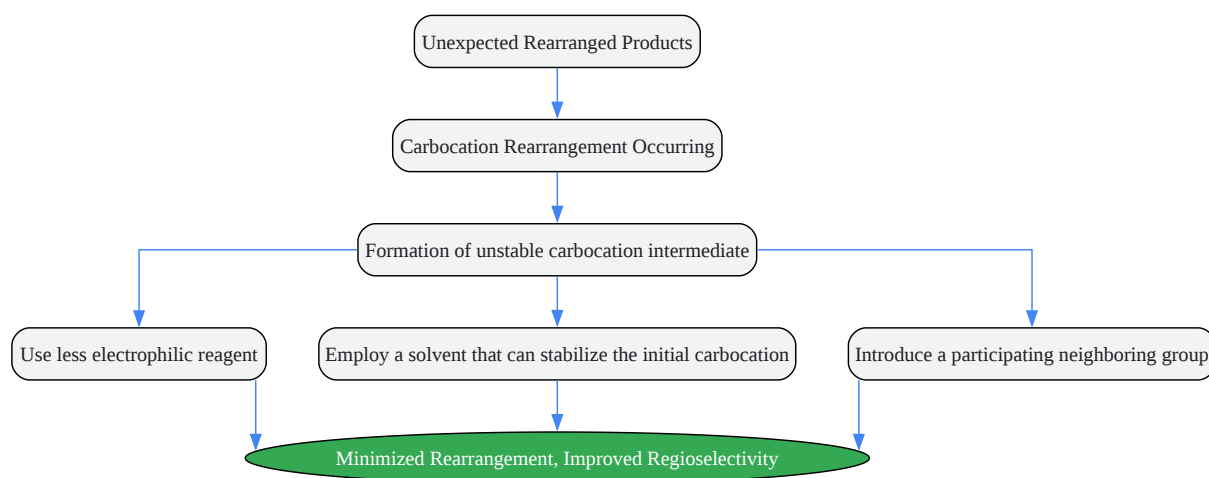 Unexpected Rearranged Products
Carbocation Rearrangement Occurring
Formation of unstable carbocation intermediate
Use less electrophilic reagent
Employ a solvent that can stabilize the initial carbocation
Introduce a participating neighboring group
Minimized Rearrangement, Improved Regioselectivity